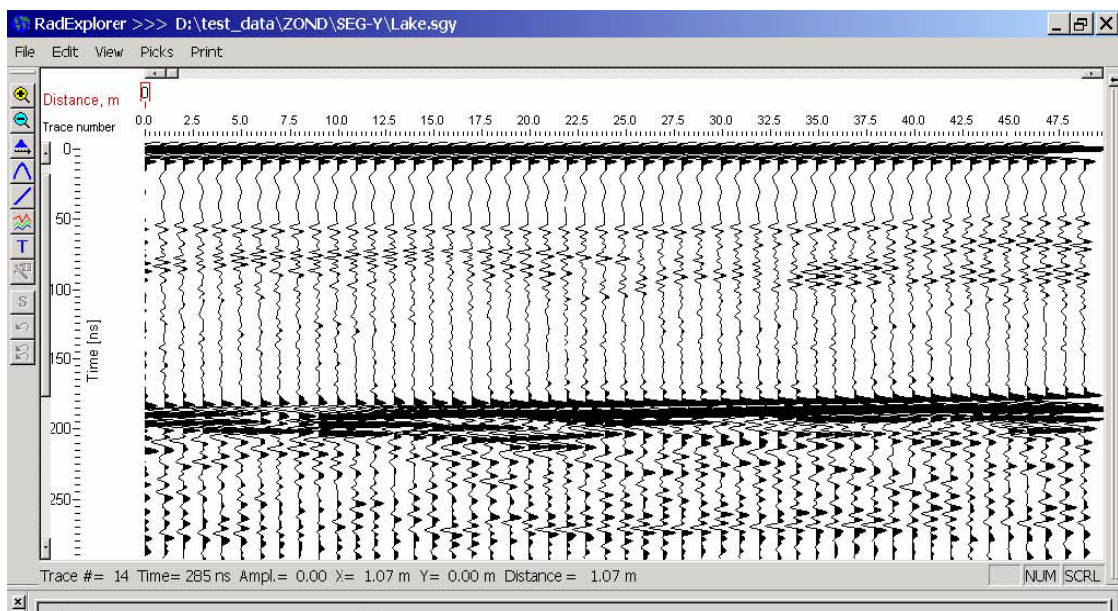 RadExplorer >>> D:\test_data\ZOND\SEG-Y\Lake.sgy
File Edit View Picks Print
Distance, m
0
Trace number
0.0 2.5 5.0 7.5 10.0 12.5 15.0 17.5 20.0 22.5 25.0 27.5 30.0 32.5 35.0 37.5 40.0 42.5 45.0 47.5
0
50
T
100
S
Time [ns]
150
200
250
Trace #= 14 Time= 285 ns Ampl.= 0.00 X= 1.07 m Y= 0.00 m Distance = 1.07 m
NUM SCRL